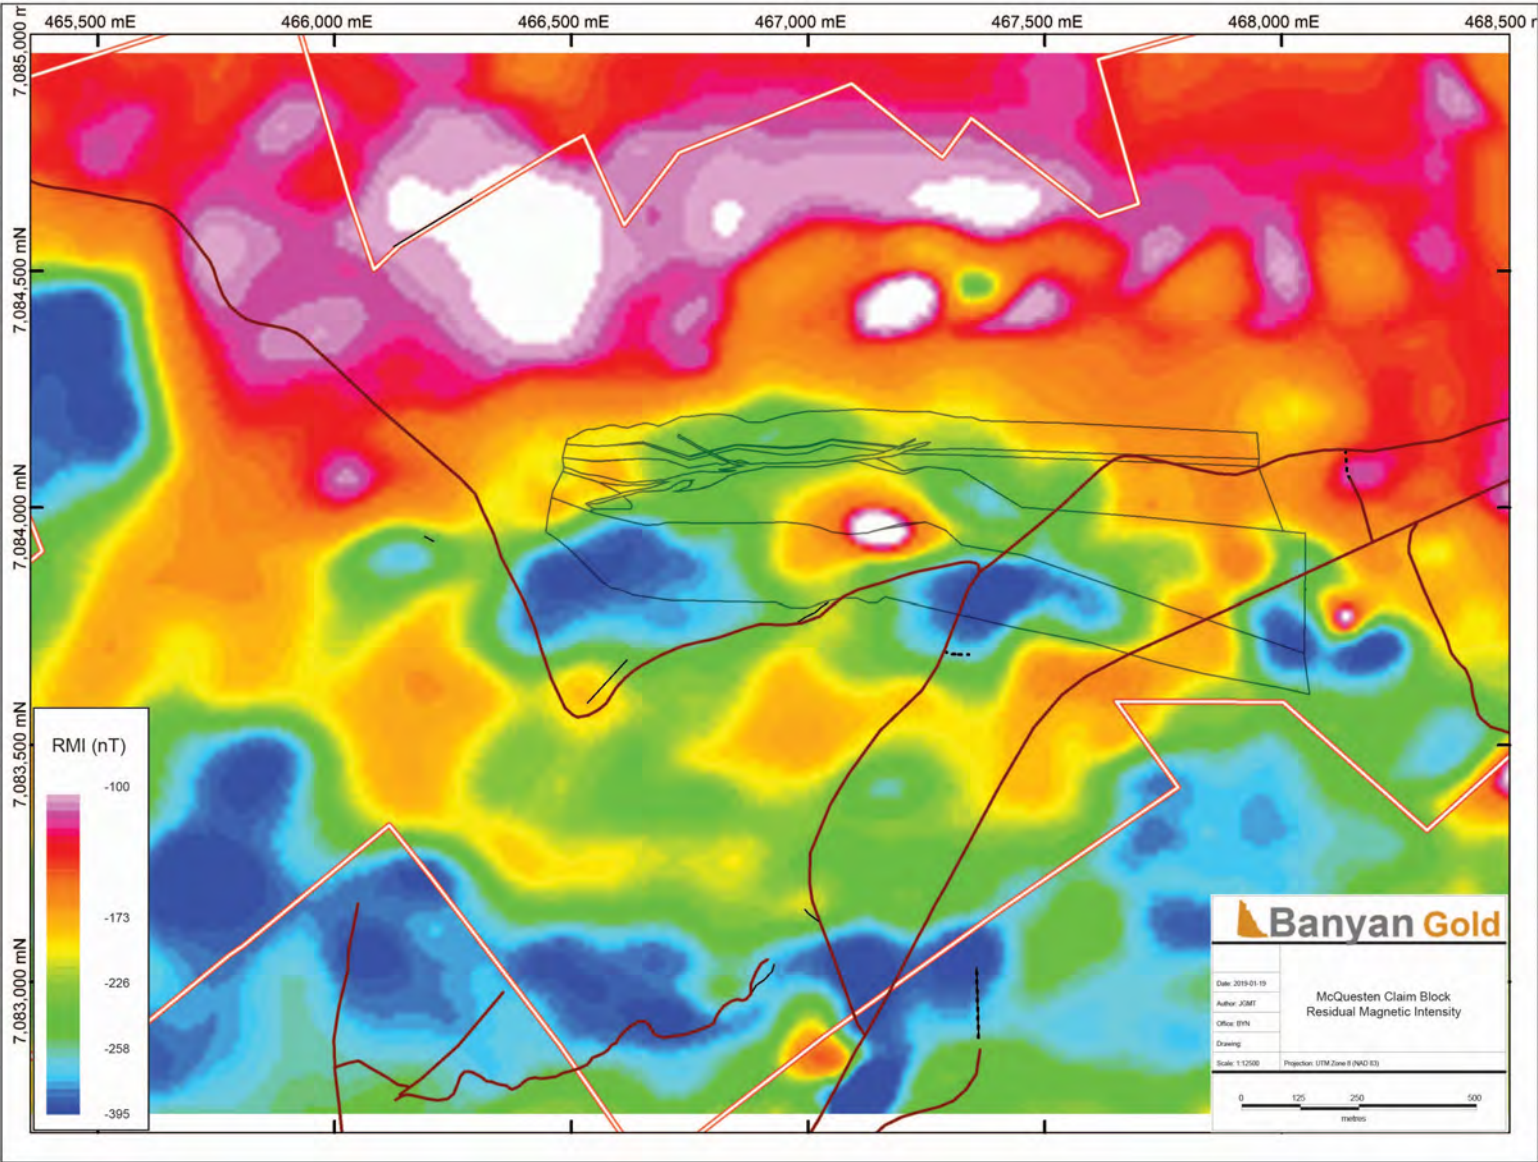 465,500 mE 466,000 mE 466,500 mE 467,000 mE 467,500 mE 468,000 mE 468,500 m
7,085,000 m
7,084,500 mN
7,084,000 mN
7,083,500 mN
7,083,000 mN
RMI (nT)
-100
-173
-226
-258
-395
Banyan Gold
Date: 2019-01-19
Author: JGMT
Office: BYN
Drawing:
Scale: 1:12500
McQuesten Claim Block
Residual Magnetic Intensity
Projection: UTM Zone 8 (NAD 83)
0 125 250 500
metres